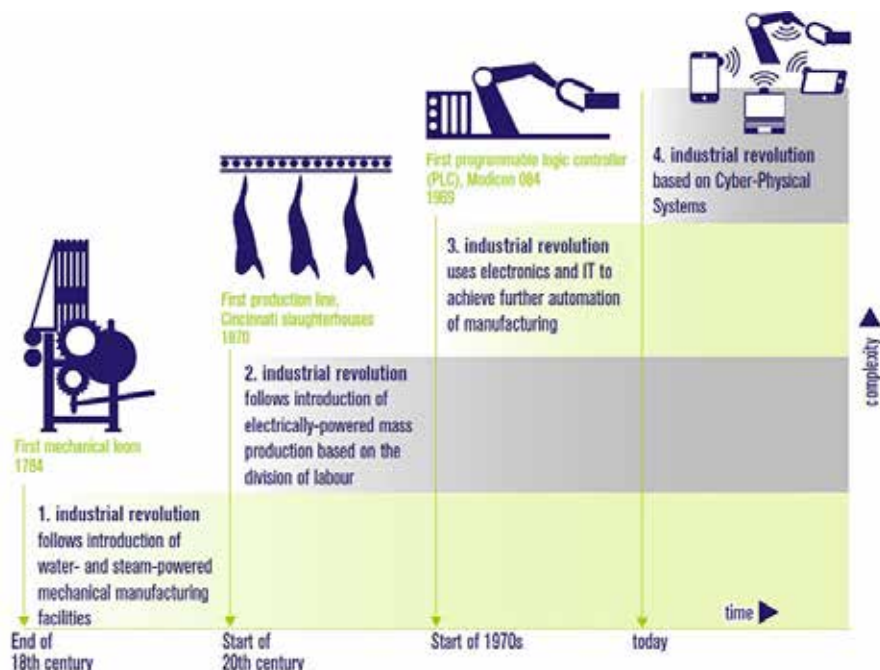 First mechanical loom
1784
1. industrial revolution
follows introduction of
water- and steam-powered
mechanical manufacturing
facilities
End of
18th century
First production line,
Cincinnati slaughterhouses
1870
2. industrial revolution
follows introduction of
electrically-powered mass
production based on the
division of labour
Start of
20th century
First programmable logic controller
(PLC), Modicon 084
1969
3. industrial revolution
uses electronics and IT to
achieve further automation
of manufacturing
Start of 1970s
4. industrial revolution
based on Cyber-Physical
Systems
today
time
complexity